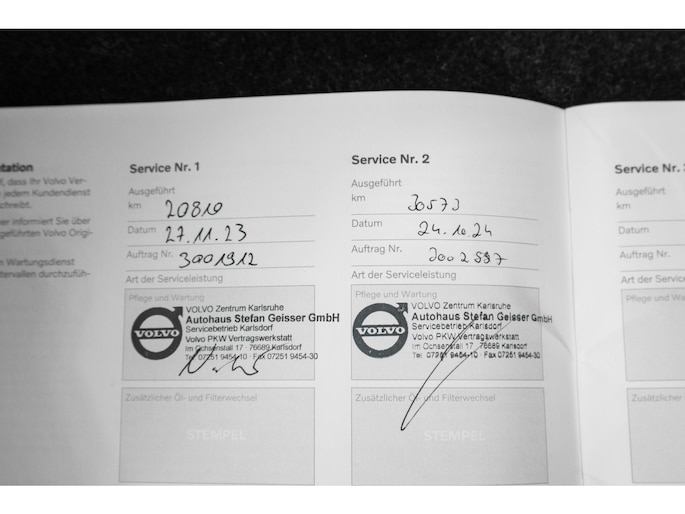 tation
f, dass Ihr Volvo Ver-
jedem Kundendienst
chreibt.
er informiert Sie über
geführten Volvo Origi-
Wartungsdienst
tervallen durchzufüh-
Service Nr. 1
Ausgeführt
km 20810
Datum 27.11.23
Auftrag Nr. 3001912
Art der Serviceleistung
Pflege und Wartung
VOLVO
VOLVO Zentrum Karlsruhe
Autohaus Stefan Geisser GmbH
Servicebetrieb Karlsdorf
Volvo PKW Vertragswerkstatt
Im Ochsenstall 17 · 76689 Karlsdorf
Tel. 07251 9454-10 · Fax 07251 9454-30
Zusätzlicher Öl- und Filterwechsel
STEMPEL
Service Nr. 2
Ausgeführt
km 30573
Datum 24.10.24
Auftrag Nr. 3002597
Art der Serviceleistung
Pflege und Wartung
VOLVO
VOLVO Zentrum Karlsruhe
Autohaus Stefan Geisser GmbH
Servicebetrieb Karlsdorf
Volvo PKW Vertragswerkstatt
Im Ochsenstall 17 · 76689 Karlsdorf
Tel. 07251 9454-10 · Fax 07251 9454-30
Zusätzlicher Öl- und Filterwechsel
STEMPEL
Service Nr.
Ausgeführt
km
Datum
Auftrag Nr.
Art der Servic
Pflege und Wa
Zusätzlicher Ö